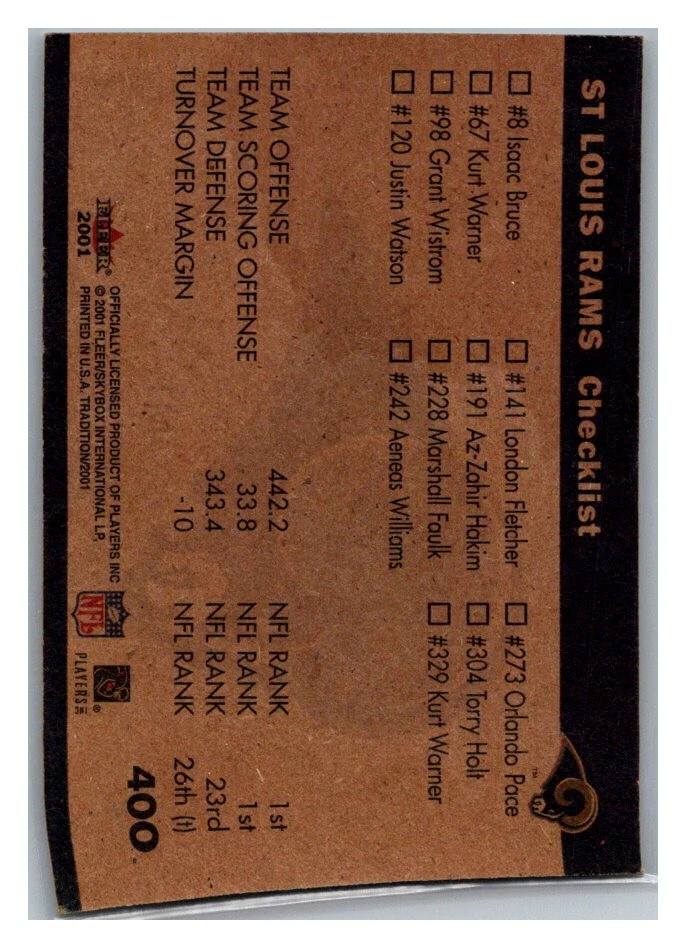 ST LOUIS RAMS Checklist
#8 Isaac Bruce
#67 Kurt Warner
#98 Grant Wistrom
#120 Justin Watson
#141 London Fletcher
#191 Az-Zahir Hakim
#228 Marshall Faulk
#242 Aeneas Williams
#273 Orlando Pace
#304 Torry Holt
#329 Kurt Warner
TM
TEAM OFFENSE 442.2 NFL RANK 1st
TEAM SCORING OFFENSE 33.8 NFL RANK 1st
TEAM DEFENSE 343.4 NFL RANK 23rd
TURNOVER MARGIN -10 NFL RANK 26th (t)
FLEER®
2001
OFFICIALLY LICENSED PRODUCT OF PLAYERS INC
© 2001 FLEER/SKYBOX INTERNATIONAL LP.
PRINTED IN U.S.A. TRADITION/2001
NFL
PLAYERS INC ®
400